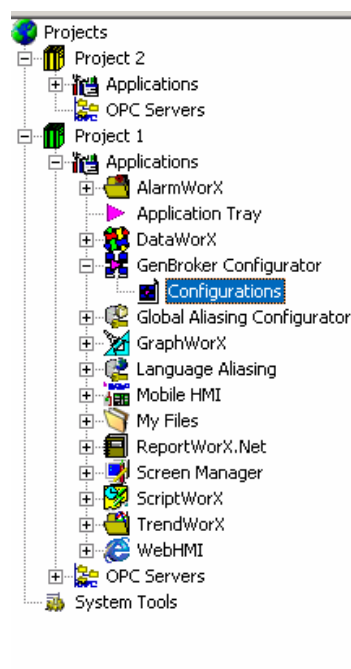 Projects
Project 2
Applications
OPC Servers
Project 1
Applications
AlarmWorX
Application Tray
DataWorX
GenBroker Configurator
Configurations
Global Aliasing Configurator
GraphWorX
Language Aliasing
Mobile HMI
My Files
ReportWorX.Net
Screen Manager
ScriptWorX
TrendWorX
WebHMI
OPC Servers
System Tools